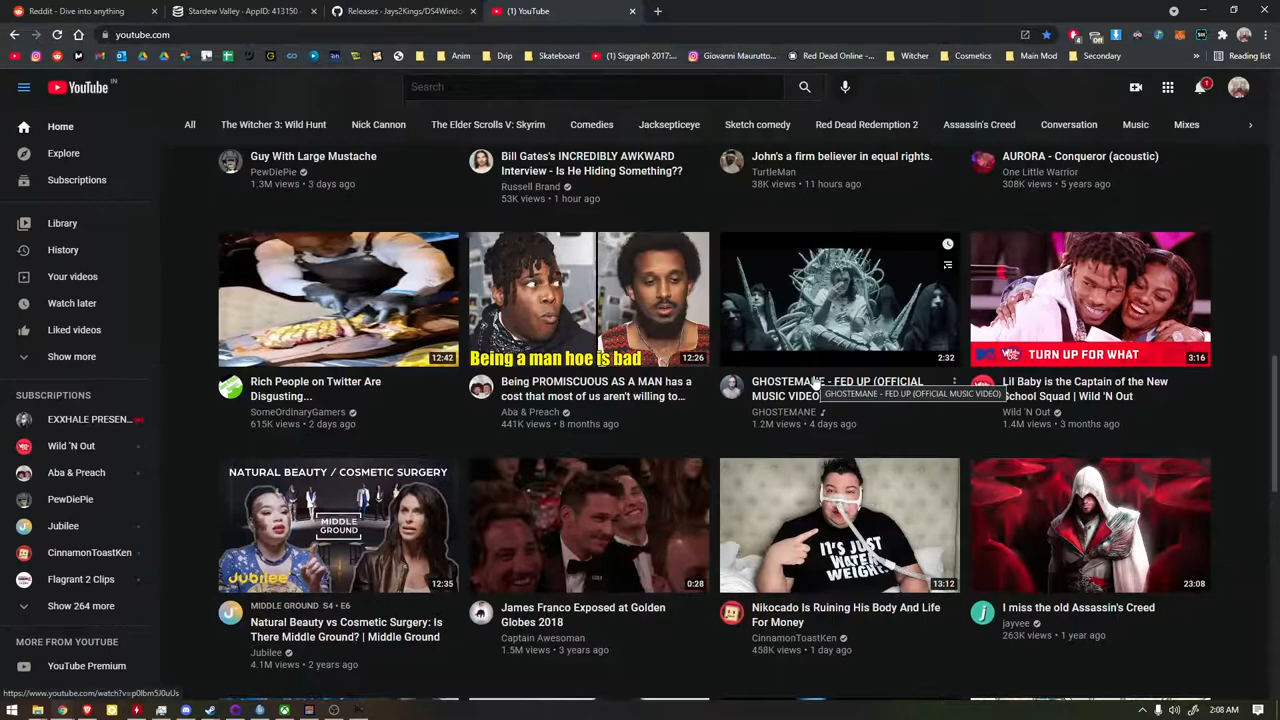 Reddit - Dive into anything
Stardew Valley · AppID: 413150
Releases · Jays2Kings/DS4Windo
(1) YouTube
youtube.com
Anim
Drip
Skateboard
(1) Siggraph 2017:...
Giovanni Maurutto...
Red Dead Online -...
Witcher
Cosmetics
Main Mod
Secondary
Reading list
YouTube IN
Search
1
All
The Witcher 3: Wild Hunt
Nick Cannon
The Elder Scrolls V: Skyrim
Comedies
Jacksepticeye
Sketch comedy
Red Dead Redemption 2
Assassin's Creed
Conversation
Music
Mixes
Home
Explore
Subscriptions
Library
History
Your videos
Watch later
Liked videos
Show more
SUBSCRIPTIONS
EXXHALE PRESEN...
Wild 'N Out
Aba & Preach
PewDiePie
Jubilee
CinnamonToastKen
Flagrant 2 Clips
Show 264 more
MORE FROM YOUTUBE
YouTube Premium
Guy With Large Mustache
PewDiePie
1.3M views • 3 days ago
Bill Gates's INCREDIBLY AWKWARD
Interview - Is He Hiding Something??
Russell Brand
53K views • 1 hour ago
John's a firm believer in equal rights.
TurtleMan
38K views • 11 hours ago
AURORA - Conqueror (acoustic)
One Little Warrior
308K views • 5 years ago
12:42
Rich People on Twitter Are
Disgusting...
SomeOrdinaryGamers
615K views • 2 days ago
Being a man hoe is bad
12:26
Being PROMISCUOUS AS A MAN has a
cost that most of us aren't willing to...
Aba & Preach
441K views • 8 months ago
2:32
GHOSTEMANE - FED UP (OFFICIAL
MUSIC VIDEO
GHOSTEMANE - FED UP (OFFICIAL MUSIC VIDEO)
GHOSTEMANE
1.2M views • 4 days ago
TURN UP FOR WHAT
3:16
Lil Baby is the Captain of the New
School Squad | Wild 'N Out
Wild 'N Out
1.4M views • 3 months ago
NATURAL BEAUTY / COSMETIC SURGERY
MIDDLE
GROUND
Jubilee
12:35
MIDDLE GROUND S4 • E6
Natural Beauty vs Cosmetic Surgery: Is
There Middle Ground? | Middle Ground
Jubilee
4.1M views • 2 years ago
0:28
James Franco Exposed at Golden
Globes 2018
Captain Awesoman
1.5M views • 3 years ago
IT'S JUST
WATER
WEIGHT
13:12
Nikocado Is Ruining His Body And Life
For Money
CinnamonToastKen
458K views • 1 day ago
23:08
I miss the old Assassin's Creed
jayvee
263K views • 1 year ago
https://www.youtube.com/watch?v=p0lbm5J0uUs
2:08 AM